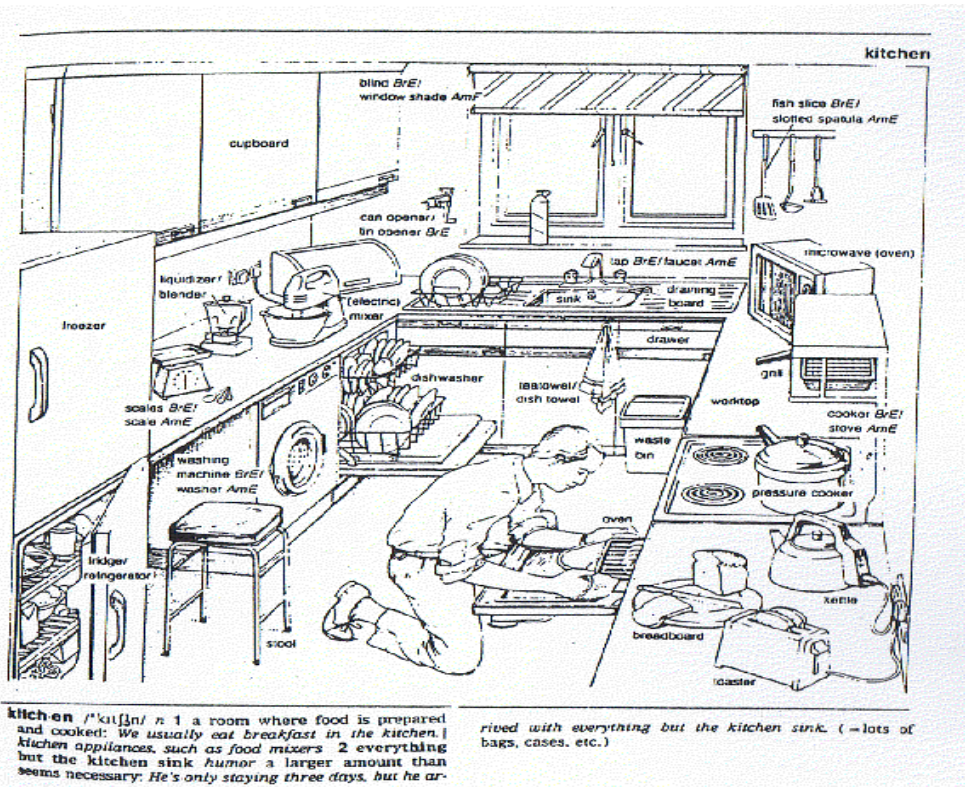 kitchen
blind BrE/
window shade AmE
fish slice BrE/
slotted spatula AmE
cupboard
can opener/
tin opener BrE
tap BrE/faucet AmE
microwave (oven)
liquidizer/
blender
(electric)
mixer
sink
draining
board
freezer
drawer
grill
dishwasher
teatowel/
dish towel
worktop
scales BrE/
scale AmE
cooker BrE/
stove AmE
waste
bin
washing
machine BrE/
washer AmE
pressure cooker
oven
fridge/
refrigerator
kettle
stool
breadboard
toaster
kitch·en /ˈkɪtʃən/ n 1 a room where food is prepared
and cooked: We usually eat breakfast in the kitchen. |
kitchen appliances, such as food mixers 2 everything
but the kitchen sink humor a larger amount than
seems necessary: He's only staying three days, but he ar-
rived with everything but the kitchen sink. (=lots of
bags, cases, etc.)